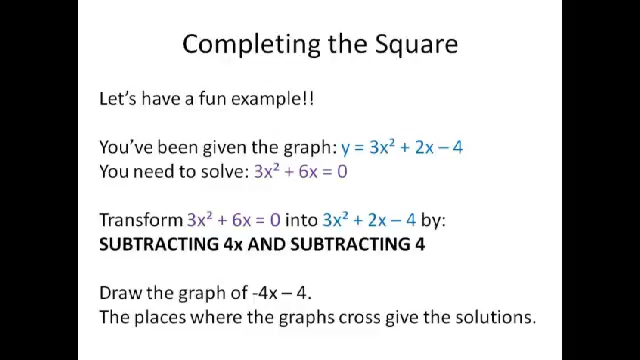 Completing the Square
Let's have a fun example!!
You've been given the graph: y = 3x² + 2x – 4
You need to solve: 3x² + 6x = 0
Transform 3x² + 6x = 0 into 3x² + 2x – 4 by:
SUBTRACTING 4x AND SUBTRACTING 4
Draw the graph of -4x – 4.
The places where the graphs cross give the solutions.